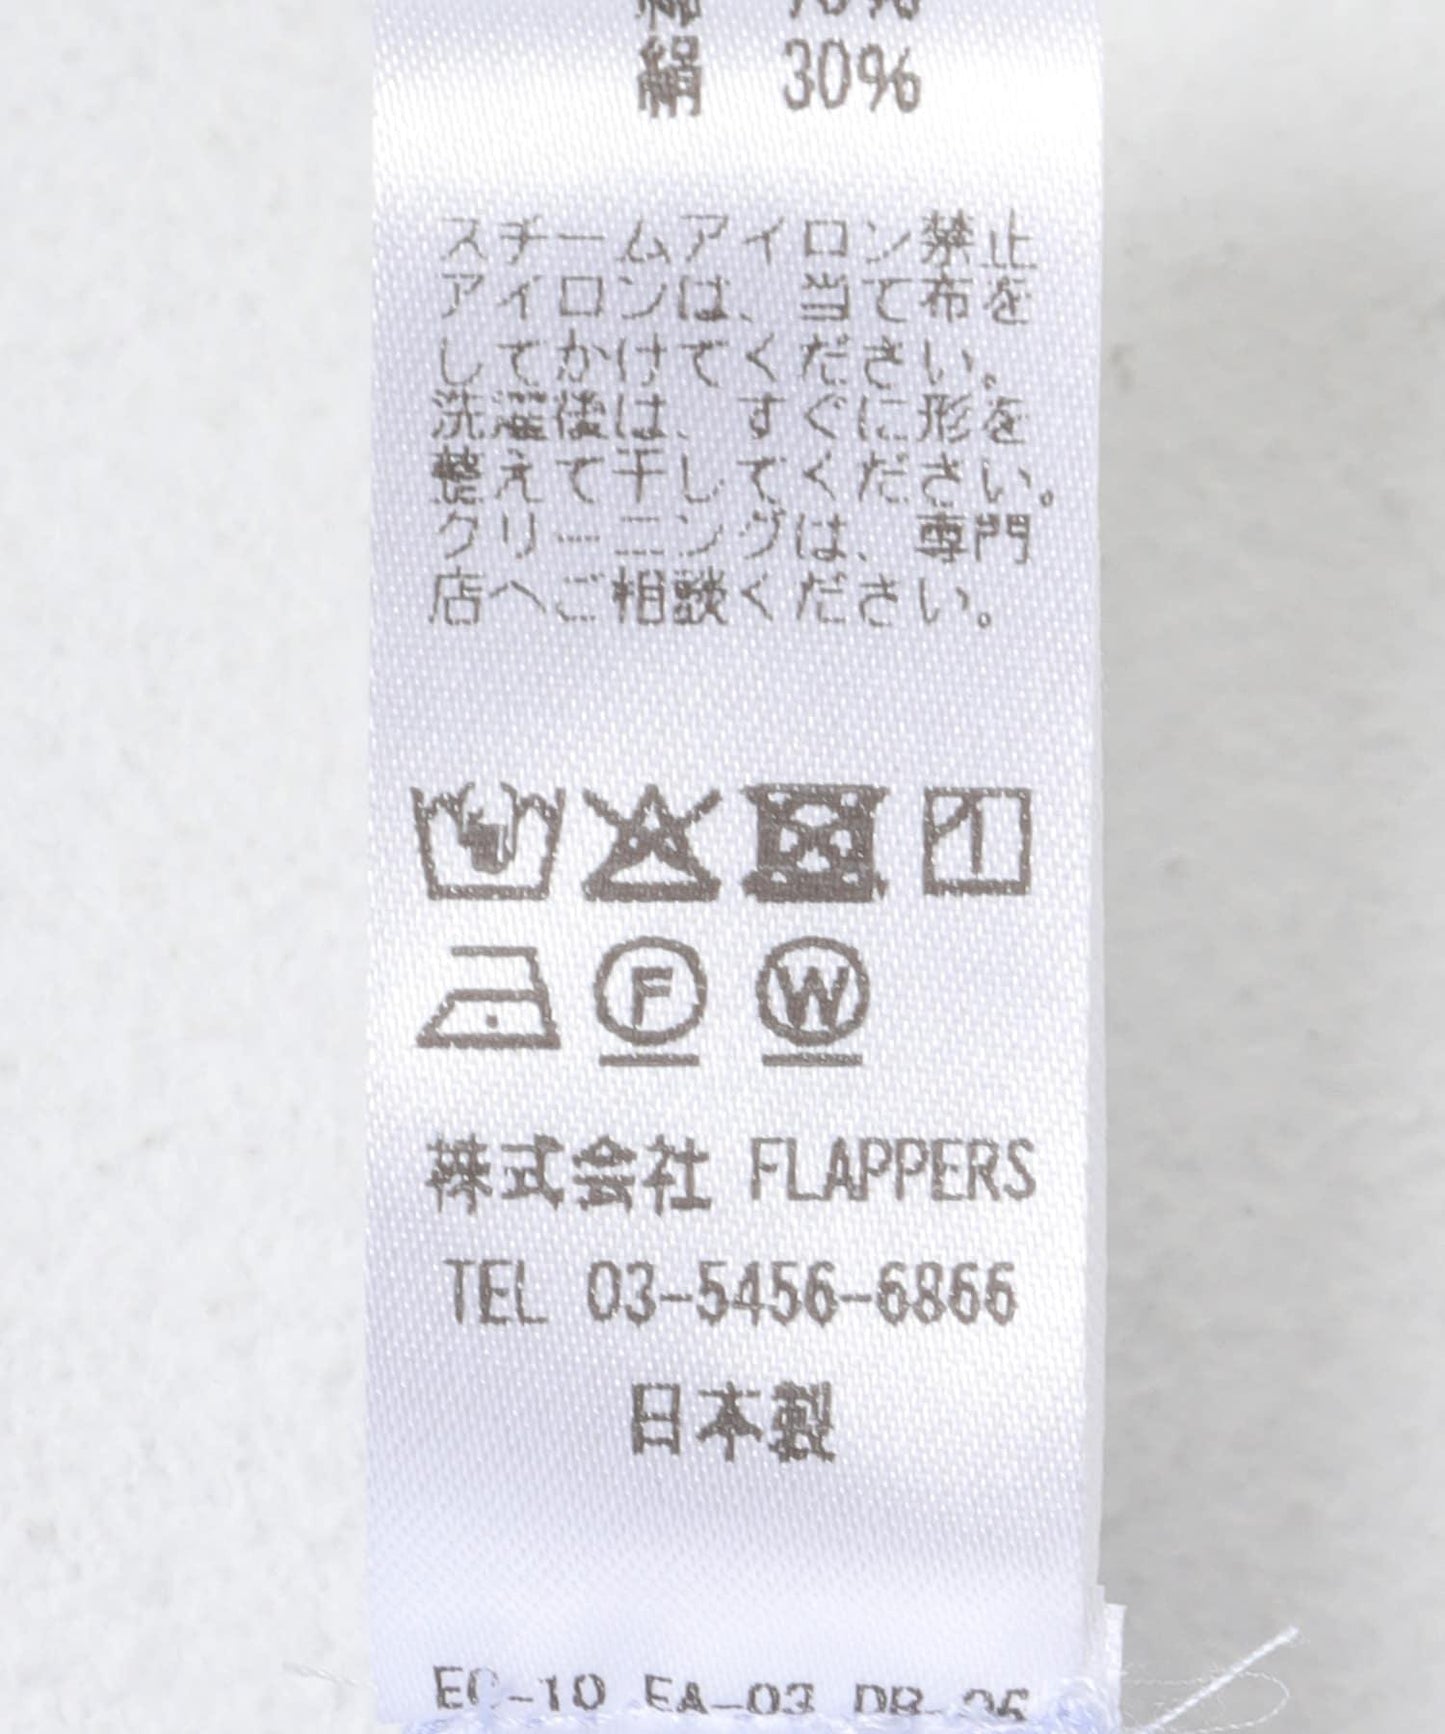 絹 30%
スチームアイロン禁止
アイロンは、当て布を
してかけてください。
洗濯後は、すぐに形を
整えて干してください。
クリーニングは、専門
店へご相談ください。
F W
株式会社 FLAPPERS
TEL 03-5456-6866
日本製